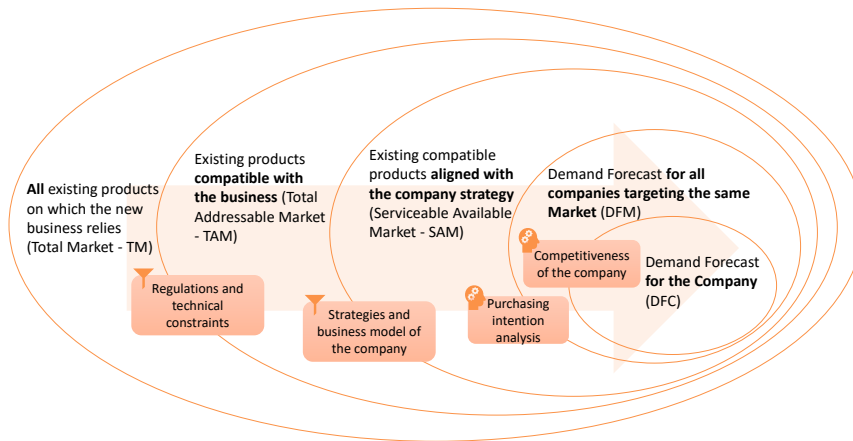 All existing products
on which the new
business relies
(Total Market - TM)
Regulations and
technical
constraints
Existing products
compatible with
the business (Total
Addressable Market
- TAM)
Strategies and
business model of
the company
Existing compatible
products aligned with
the company strategy
(Serviceable Available
Market - SAM)
Purchasing
intention
analysis
Demand Forecast for all
companies targeting the same
Market (DFM)
Competitiveness
of the company
Demand Forecast
for the Company
(DFC)